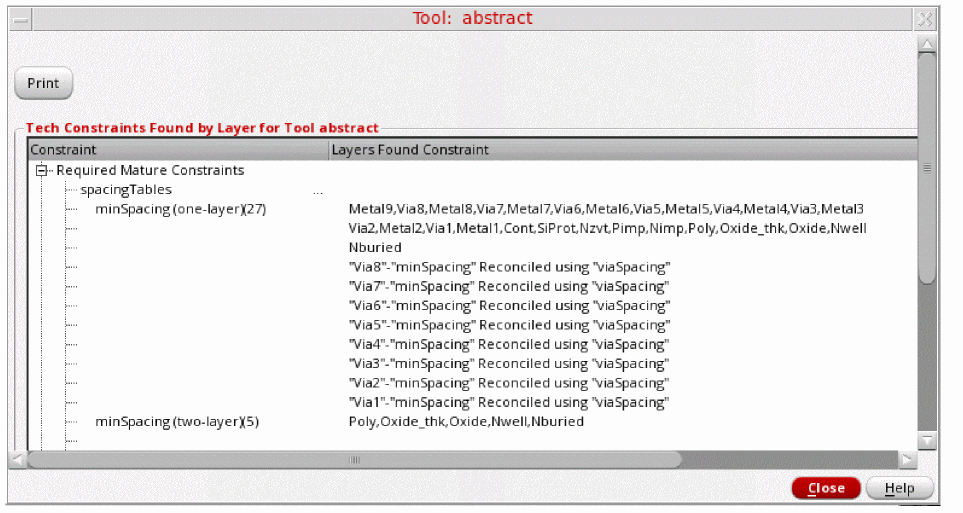 Tool: abstract
Print
Tech Constraints Found by Layer for Tool abstract
Constraint Layers Found Constraint
Required Mature Constraints
spacingTables ...
minSpacing (one-layer)(27) Metal9,Via8,Metal8,Via7,Metal7,Via6,Metal6,Via5,Metal5,Via4,Metal4,Via3,Metal3
Via2,Metal2,Via1,Metal1,Cont,SiProt,Nzvt,Pimp,Nimp,Poly,Oxide_thk,Oxide,Nwell
Nburied
"Via8"-"minSpacing" Reconciled using "viaSpacing"
"Via7"-"minSpacing" Reconciled using "viaSpacing"
"Via6"-"minSpacing" Reconciled using "viaSpacing"
"Via5"-"minSpacing" Reconciled using "viaSpacing"
"Via4"-"minSpacing" Reconciled using "viaSpacing"
"Via3"-"minSpacing" Reconciled using "viaSpacing"
"Via2"-"minSpacing" Reconciled using "viaSpacing"
"Via1"-"minSpacing" Reconciled using "viaSpacing"
minSpacing (two-layer)(5) Poly,Oxide_thk,Oxide,Nwell,Nburied
Close Help